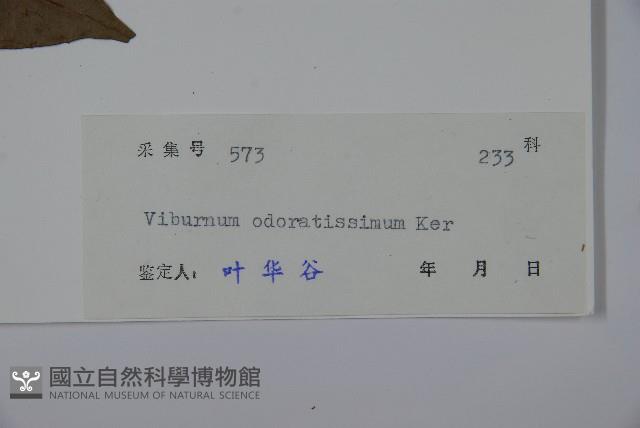 采集号 573 233 科
Viburnum odoratissimum Ker
鉴定人: 叶华谷 年 月 日
國立自然科學博物館
NATIONAL MUSEUM OF NATURAL SCIENCE